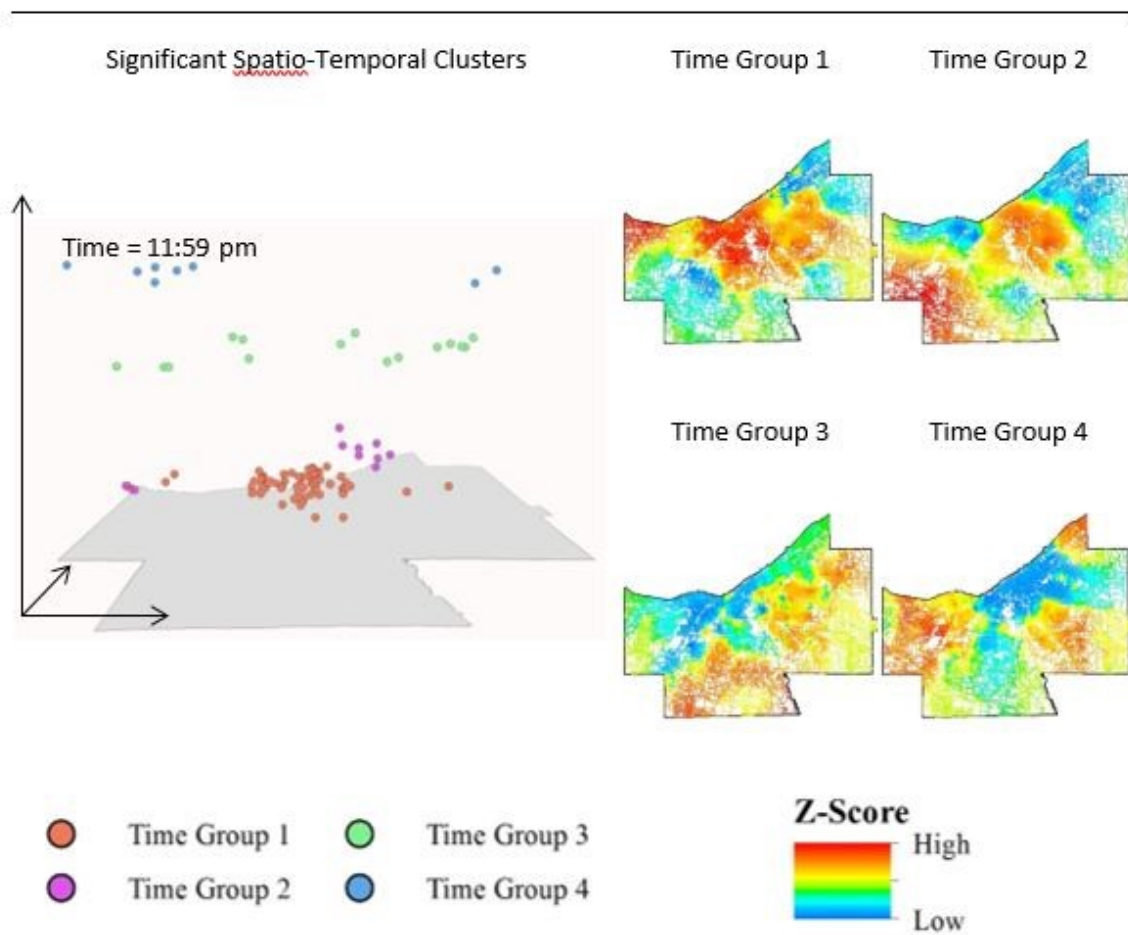 Significant Spatio-Temporal Clusters
Time Group 1
Time Group 2
Time = 11:59 pm
Time Group 3
Time Group 4
Time Group 1
Time Group 3
Time Group 2
Time Group 4
Z-Score
High
Low